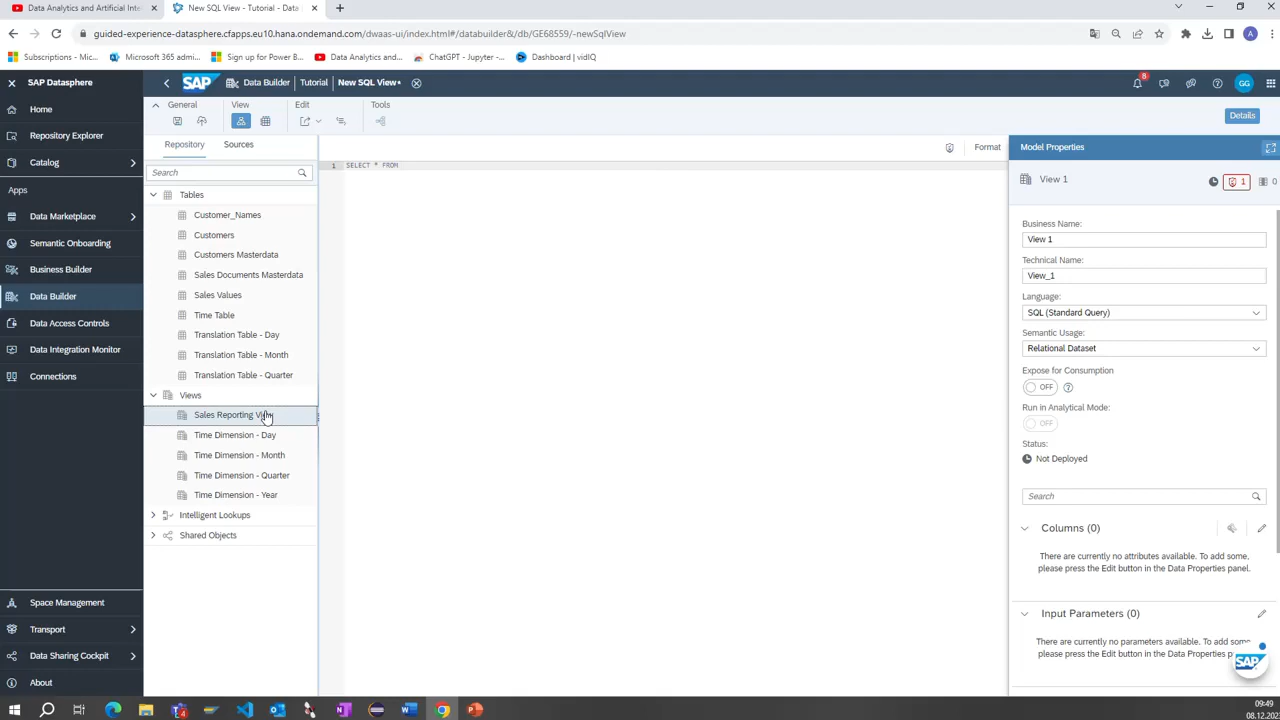 Data Analytics and Artificial Inte
New SQL View - Tutorial - Data
guided-experience-datasphere.cfapps.eu10.hana.ondemand.com/dwaas-ui/index.html#/databuilder&/db/GE68559/-newSqlView
A
Subscriptions - Mic...
Microsoft 365 admi...
Sign up for Power B...
Data Analytics and...
ChatGPT - Jupyter -...
Dashboard | vidIQ
SAP Datasphere
SAP
Data Builder
Tutorial
New SQL View*
8
GG
Home
Repository Explorer
Catalog
Apps
Data Marketplace
Semantic Onboarding
Business Builder
Data Builder
Data Access Controls
Data Integration Monitor
Connections
Space Management
Transport
Data Sharing Cockpit
About
General
View
Edit
Tools
Details
Repository
Sources
Search
Tables
Customer_Names
Customers
Customers Masterdata
Sales Documents Masterdata
Sales Values
Time Table
Translation Table - Day
Translation Table - Month
Translation Table - Quarter
Views
Sales Reporting View
Time Dimension - Day
Time Dimension - Month
Time Dimension - Quarter
Time Dimension - Year
Intelligent Lookups
Shared Objects
Format
1 SELECT * FROM
Model Properties
View 1
1
0
Business Name:
View 1
Technical Name:
View_1
Language:
SQL (Standard Query)
Semantic Usage:
Relational Dataset
Expose for Consumption
OFF
Run in Analytical Mode:
OFF
Status:
Not Deployed
Search
Columns (0)
There are currently no attributes available. To add some,
please press the Edit button in the Data Properties panel.
Input Parameters (0)
There are currently no parameters available. To add some,
please press the Edit button in the Data Properties p
SAP
09:49
08.12.202